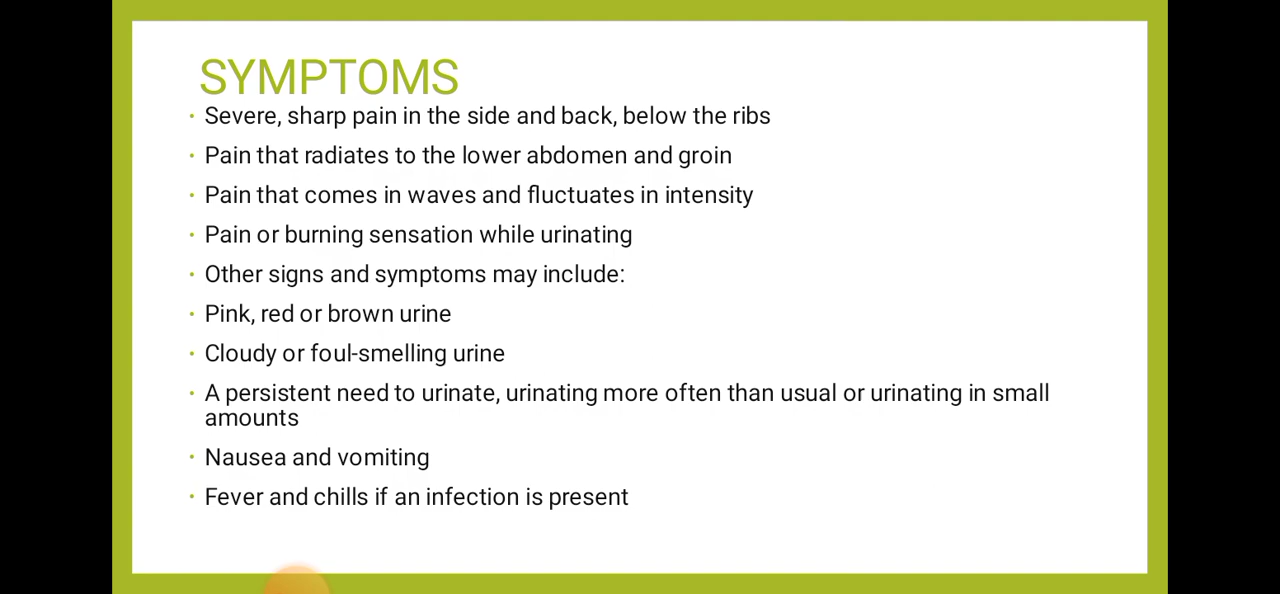 SYMPTOMS
• Severe, sharp pain in the side and back, below the ribs
• Pain that radiates to the lower abdomen and groin
• Pain that comes in waves and fluctuates in intensity
• Pain or burning sensation while urinating
• Other signs and symptoms may include:
• Pink, red or brown urine
• Cloudy or foul-smelling urine
• A persistent need to urinate, urinating more often than usual or urinating in small
amounts
• Nausea and vomiting
• Fever and chills if an infection is present